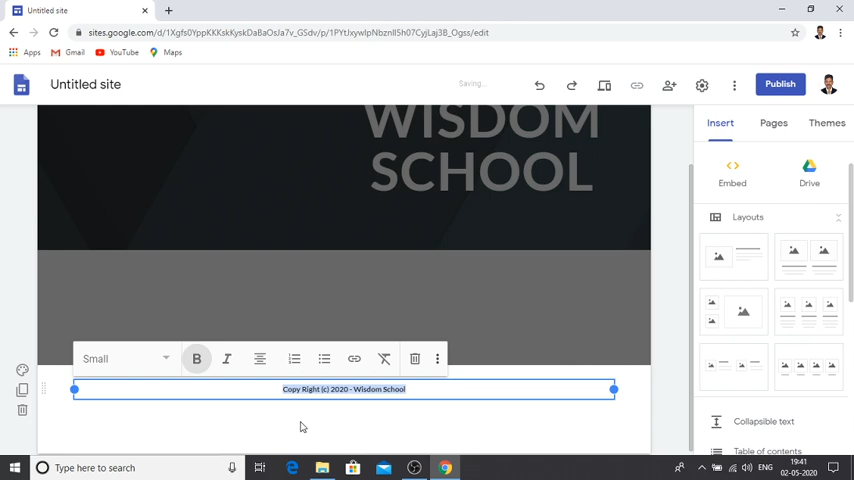 Untitled site
sites.google.com/d/1Xgfs0YppKKKskKyskDaBaOsJa7v_GSdv/p/1PYtJxywlpNbznll5h07CyjLaj3B_Ogss/edit
Apps Gmail YouTube Maps
Untitled site
Saving...
Publish
WISDOM
SCHOOL
Insert Pages Themes
Embed Drive
Layouts
Small B I
Copy Right (c) 2020 - Wisdom School
Collapsible text
Table of contents
Type here to search
ENG
19:41
02-05-2020